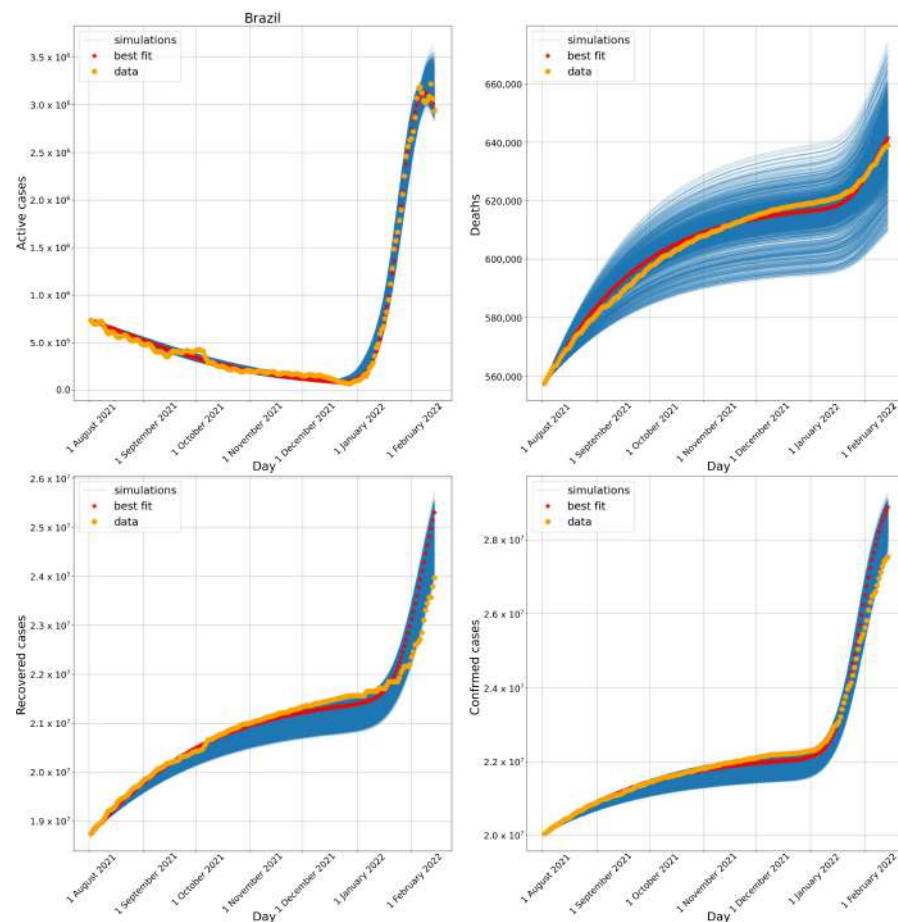 Brazil
simulations
best fit
data
3.5 x 10⁶
3.0 x 10⁶
2.5 x 10⁶
2.0 x 10⁶
1.5 x 10⁶
1.0 x 10⁶
5.0 x 10⁵
0.0
Active cases
1 August 2021
1 September 2021
1 October 2021
1 November 2021
1 December 2021
1 January 2022
1 February 2022
Day
simulations
best fit
data
660,000
640,000
620,000
600,000
580,000
560,000
Deaths
1 August 2021
1 September 2021
1 October 2021
1 November 2021
1 December 2021
1 January 2022
1 February 2022
Day
simulations
best fit
data
2.6 x 10⁷
2.5 x 10⁷
2.4 x 10⁷
2.3 x 10⁷
2.2 x 10⁷
2.1 x 10⁷
2.0 x 10⁷
1.9 x 10⁷
Recovered cases
1 August 2021
1 September 2021
1 October 2021
1 November 2021
1 December 2021
1 January 2022
1 February 2022
Day
simulations
best fit
data
2.8 x 10⁷
2.6 x 10⁷
2.4 x 10⁷
2.2 x 10⁷
2.0 x 10⁷
Confrmed cases
1 August 2021
1 September 2021
1 October 2021
1 November 2021
1 December 2021
1 January 2022
1 February 2022
Day